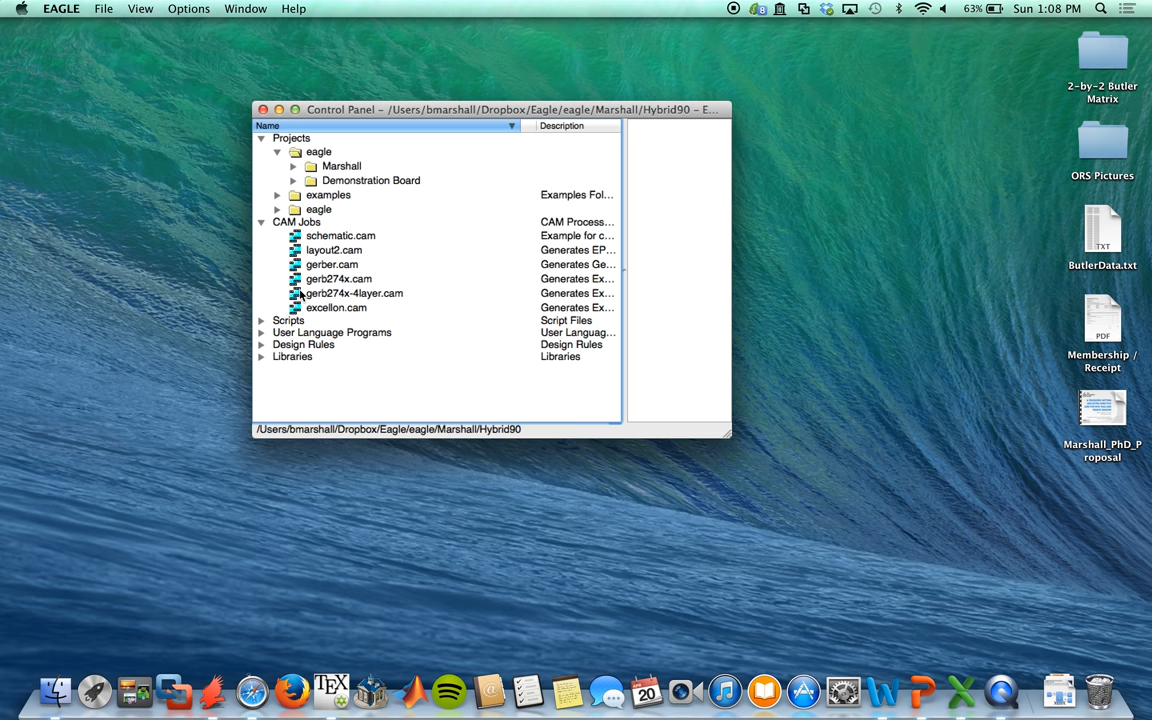 EAGLE File View Options Window Help
8
63% Sun 1:08 PM
Control Panel – /Users/bmarshall/Dropbox/Eagle/eagle/Marshall/Hybrid90 – E...
Name Description
Projects
eagle
Marshall
Demonstration Board
examples Examples Fol...
eagle
CAM Jobs CAM Process...
schematic.cam Example for c...
layout2.cam Generates EP...
gerber.cam Generates Ge...
gerb274x.cam Generates Ex...
gerb274x-4layer.cam Generates Ex...
excellon.cam Generates Ex...
Scripts Script Files
User Language Programs User Languag...
Design Rules Design Rules
Libraries Libraries
/Users/bmarshall/Dropbox/Eagle/eagle/Marshall/Hybrid90
2-by-2 Butler
Matrix
ORS Pictures
TXT
ButlerData.txt
PDF
Membership /
Receipt
Marshall_PhD_P
roposal
TEX
20